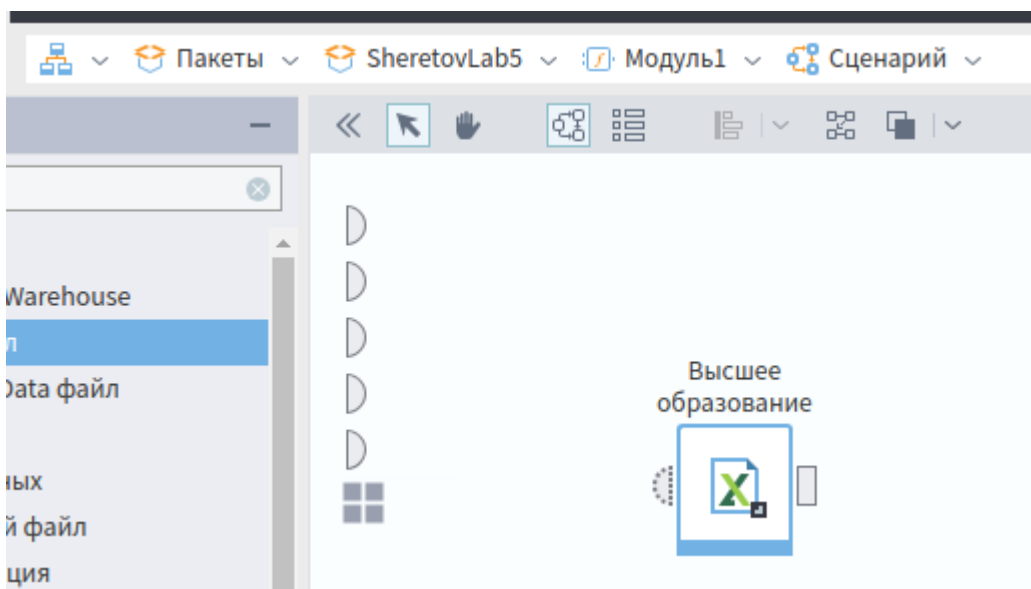 Пакеты SheretovLab5 Модуль1 Сценарий
Warehouse
л
Data файл
ных
й файл
ция
Высшее
образование